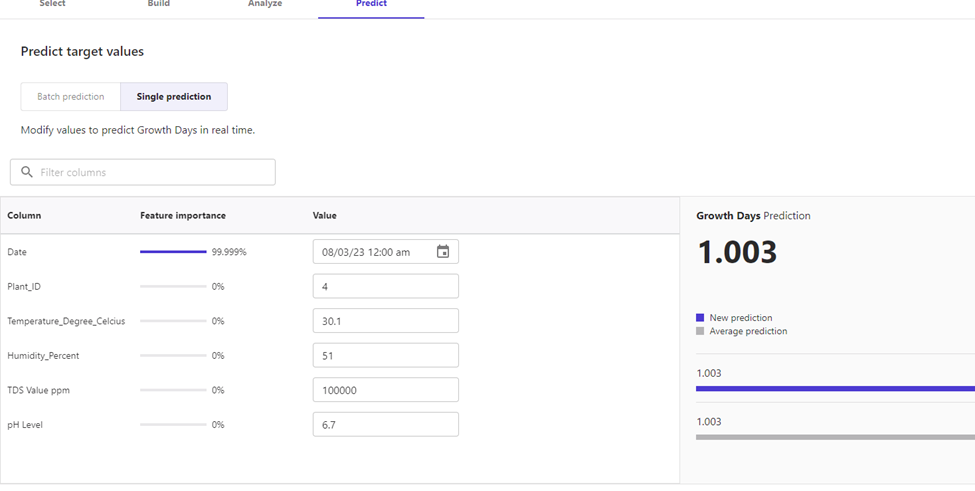 Select Build Analyze Predict
Predict target values
Batch prediction Single prediction
Modify values to predict Growth Days in real time.
Filter columns
Column Feature importance Value
Date 99.999% 08/03/23 12:00 am
Plant_ID 0% 4
Temperature_Degree_Celcius 0% 30.1
Humidity_Percent 0% 51
TDS Value ppm 0% 100000
pH Level 0% 6.7
Growth Days Prediction
1.003
New prediction
Average prediction
1.003
1.003